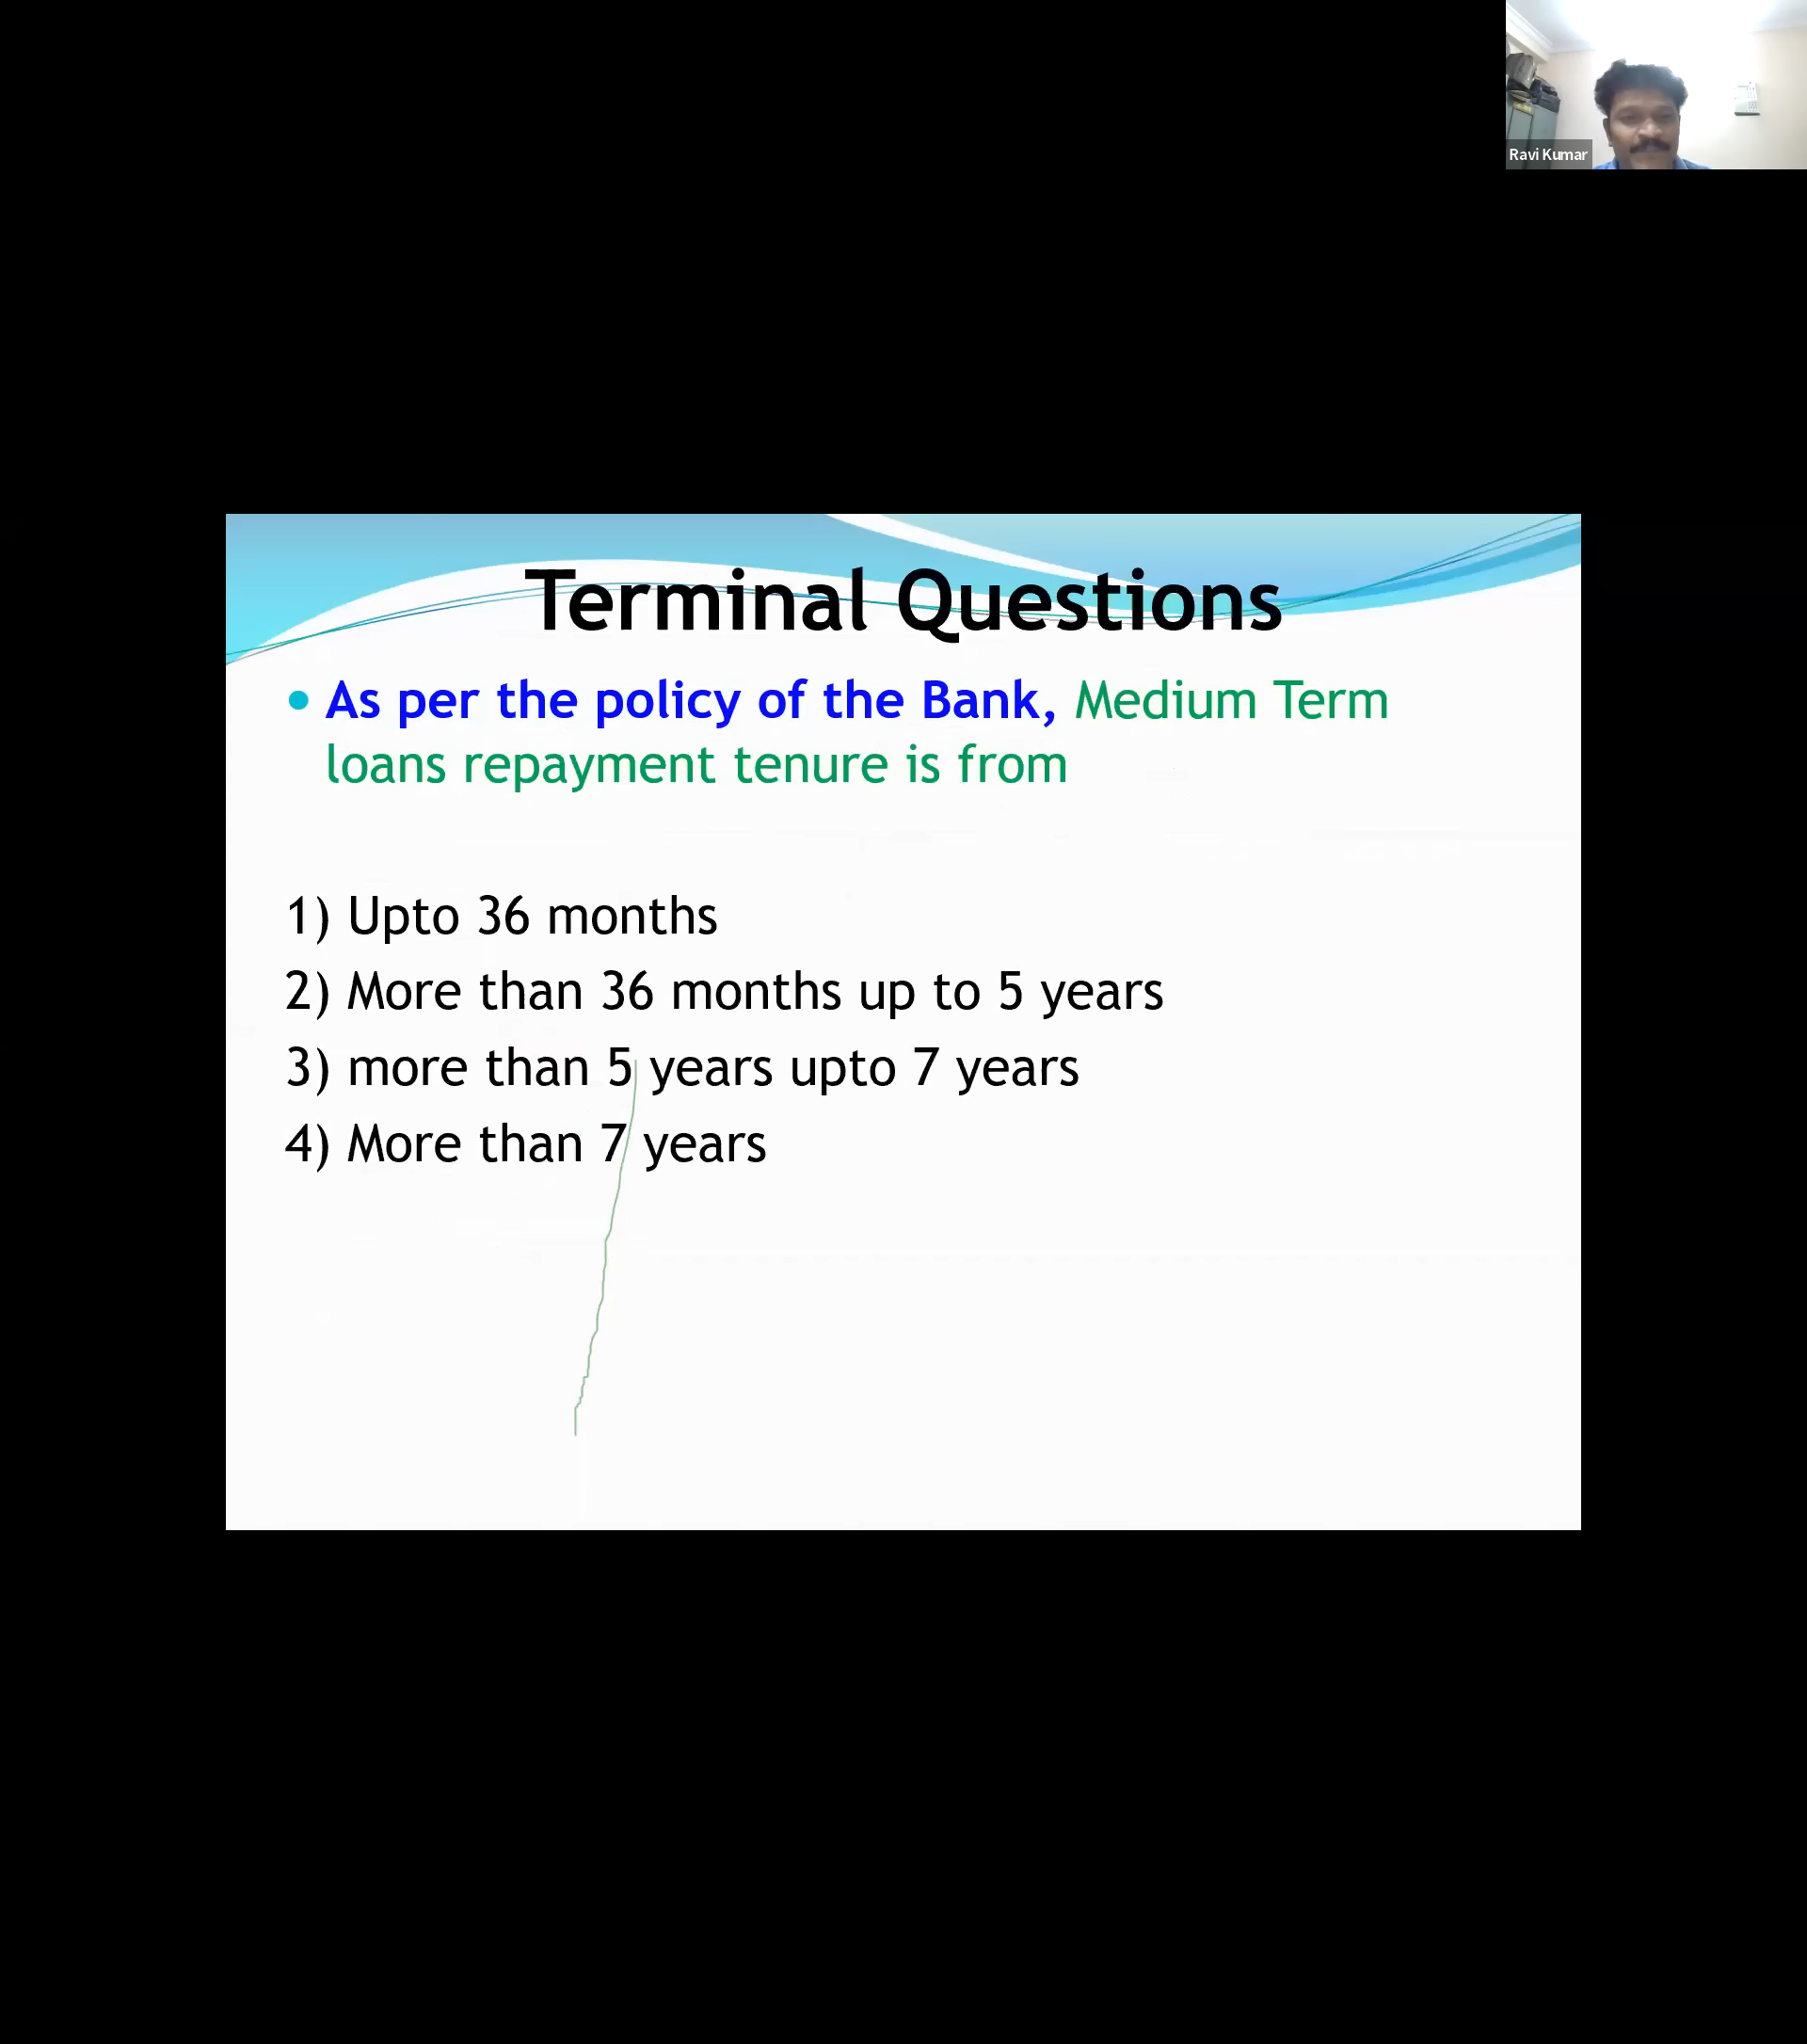 Ravi Kumar
Terminal Questions
As per the policy of the Bank, Medium Term
loans repayment tenure is from
1) Upto 36 months
2) More than 36 months up to 5 years
3) more than 5 years upto 7 years
4) More than 7 years